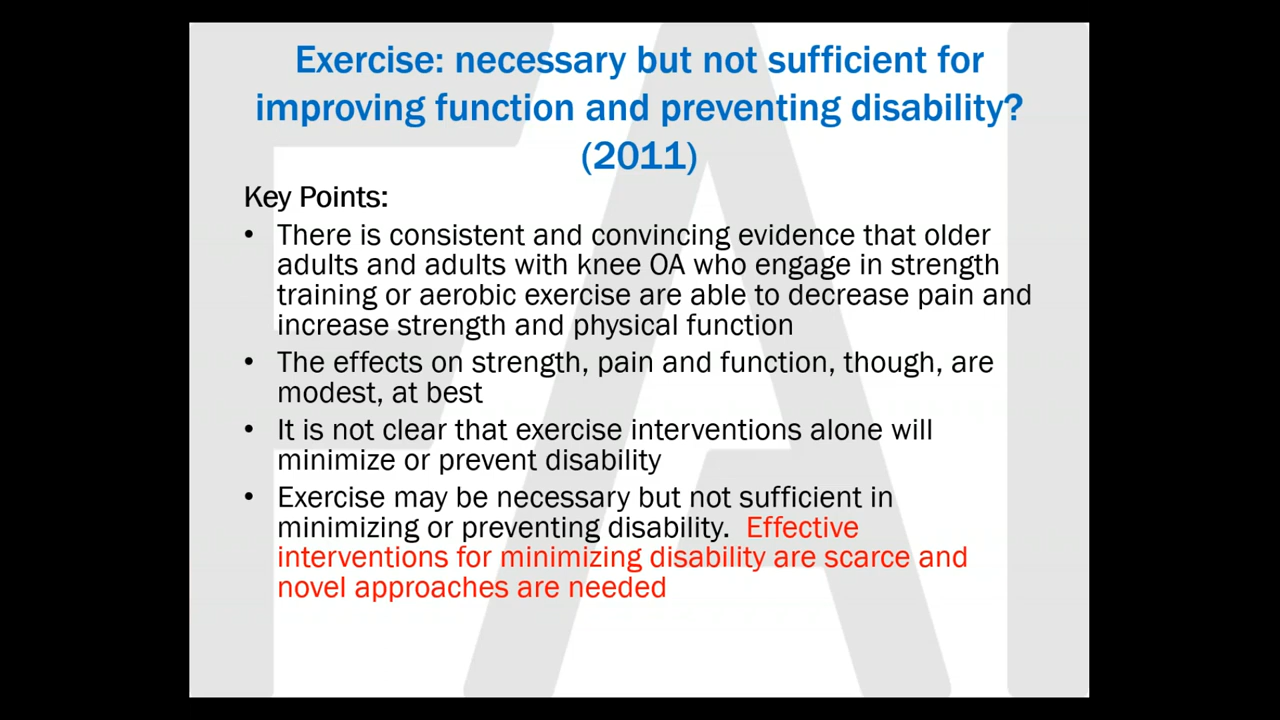 Exercise: necessary but not sufficient for
improving function and preventing disability?
(2011)
Key Points:
• There is consistent and convincing evidence that older
adults and adults with knee OA who engage in strength
training or aerobic exercise are able to decrease pain and
increase strength and physical function
• The effects on strength, pain and function, though, are
modest, at best
• It is not clear that exercise interventions alone will
minimize or prevent disability
• Exercise may be necessary but not sufficient in
minimizing or preventing disability. Effective
interventions for minimizing disability are scarce and
novel approaches are needed